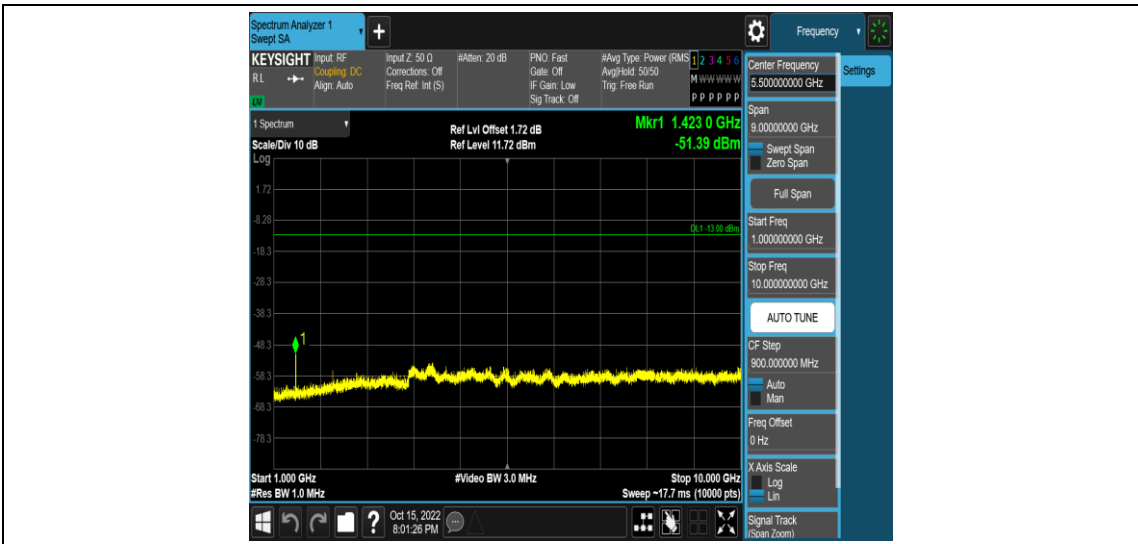 Spectrum Analyzer 1
Swept SA
+
Frequency
KEYSIGHT
RL
LXI
Input: RF
Coupling: DC
Align: Auto
Input Z: 50 Ω
Corrections: Off
Freq Ref: Int (S)
#Atten: 20 dB
PNO: Fast
Gate: Off
IF Gain: Low
Sig Track: Off
#Avg Type: Power (RMS
Avg|Hold: 50/50
Trig: Free Run
1 2 3 4 5 6
M W W W W W
P P P P P P
1 Spectrum
Scale/Div 10 dB
Log
Ref Lvl Offset 1.72 dB
Ref Level 11.72 dBm
Mkr1 1.423 0 GHz
-51.39 dBm
1.72
-8.28
DL1 -13.00 dBm
-18.3
-28.3
-38.3
1
-48.3
-58.3
-68.3
-78.3
Start 1.000 GHz
#Res BW 1.0 MHz
#Video BW 3.0 MHz
Stop 10.000 GHz
Sweep ~17.7 ms (10000 pts)
?
Oct 15, 2022
8:01:26 PM
Center Frequency
5.500000000 GHz
Settings
Span
9.00000000 GHz
Swept Span
Zero Span
Full Span
Start Freq
1.000000000 GHz
Stop Freq
10.000000000 GHz
AUTO TUNE
CF Step
900.000000 MHz
Auto
Man
Freq Offset
0 Hz
X Axis Scale
Log
Lin
Signal Track
(Span Zoom)